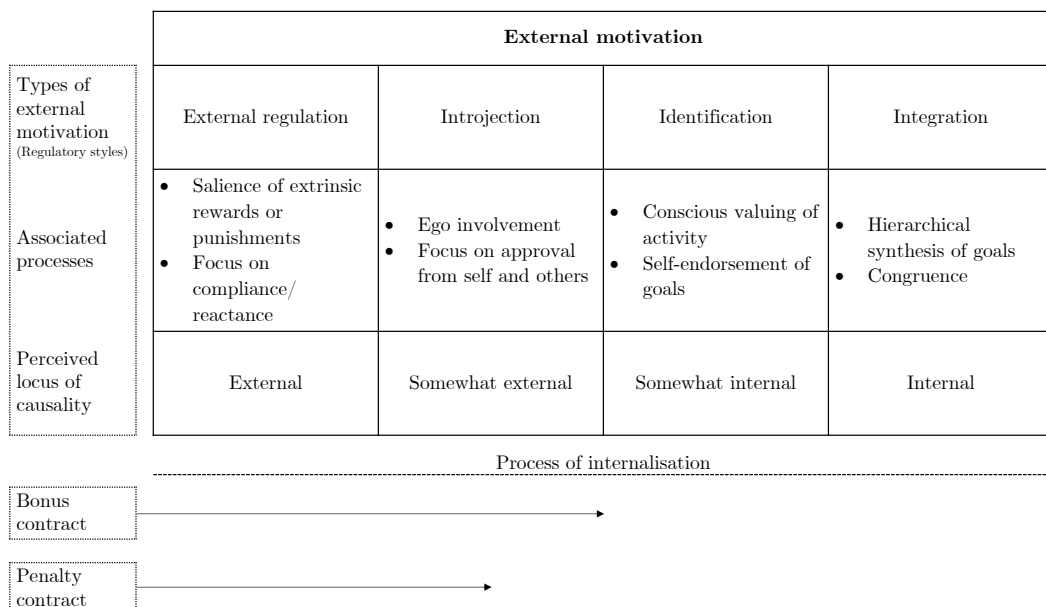 External motivation
Types of
external
motivation
(Regulatory styles)
External regulation
Introjection
Identification
Integration
Associated
processes
• Salience of extrinsic
rewards or
punishments
• Focus on
compliance/
reactance
• Ego involvement
• Focus on approval
from self and others
• Conscious valuing of
activity
• Self-endorsement of
goals
• Hierarchical
synthesis of goals
• Congruence
Perceived
locus of
causality
External
Somewhat external
Somewhat internal
Internal
Process of internalisation
Bonus
contract
Penalty
contract